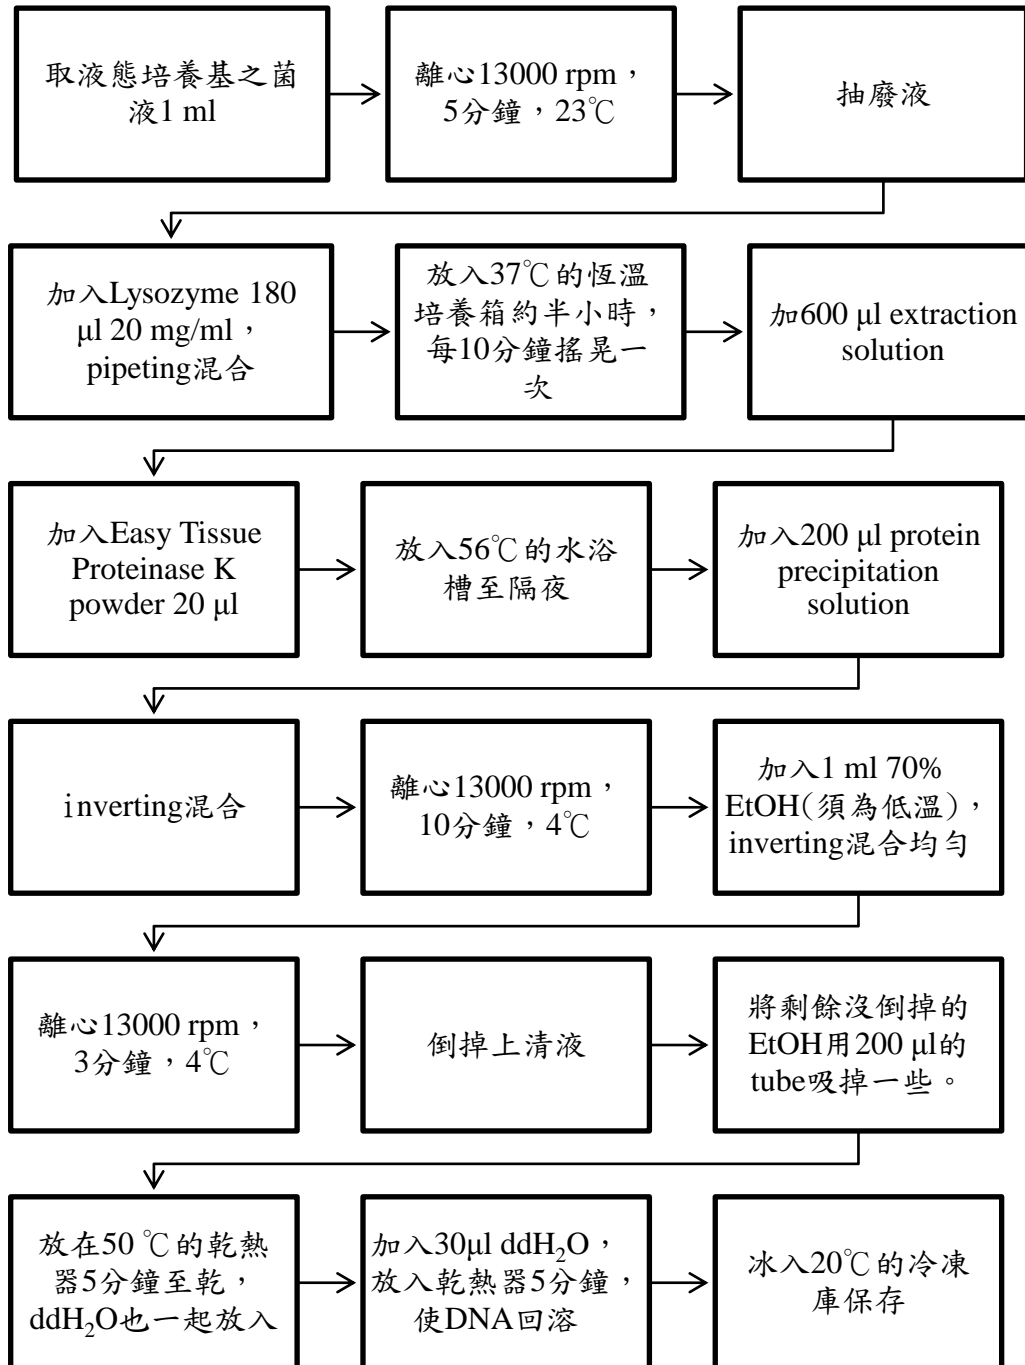 取液態培養基之菌
液1 ml
離心13000 rpm，
5分鐘，23℃
抽廢液
加入Lysozyme 180
μl 20 mg/ml，
pipeting混合
放入37℃的恆溫
培養箱約半小時，
每10分鐘搖晃一
次
加600 μl extraction
solution
加入Easy Tissue
Proteinase K
powder 20 μl
放入56℃的水浴
槽至隔夜
加入200 μl protein
precipitation
solution
inverting混合
離心13000 rpm，
10分鐘，4℃
加入1 ml 70%
EtOH(須為低溫)，
inverting混合均勻
離心13000 rpm，
3分鐘，4℃
倒掉上清液
將剩餘沒倒掉的
EtOH用200 μl的
tube吸掉一些。
放在50 ℃的乾熱
器5分鐘至乾，
ddH₂O也一起放入
加入30μl ddH₂O，
放入乾熱器5分鐘，
使DNA回溶
冰入20℃的冷凍
庫保存